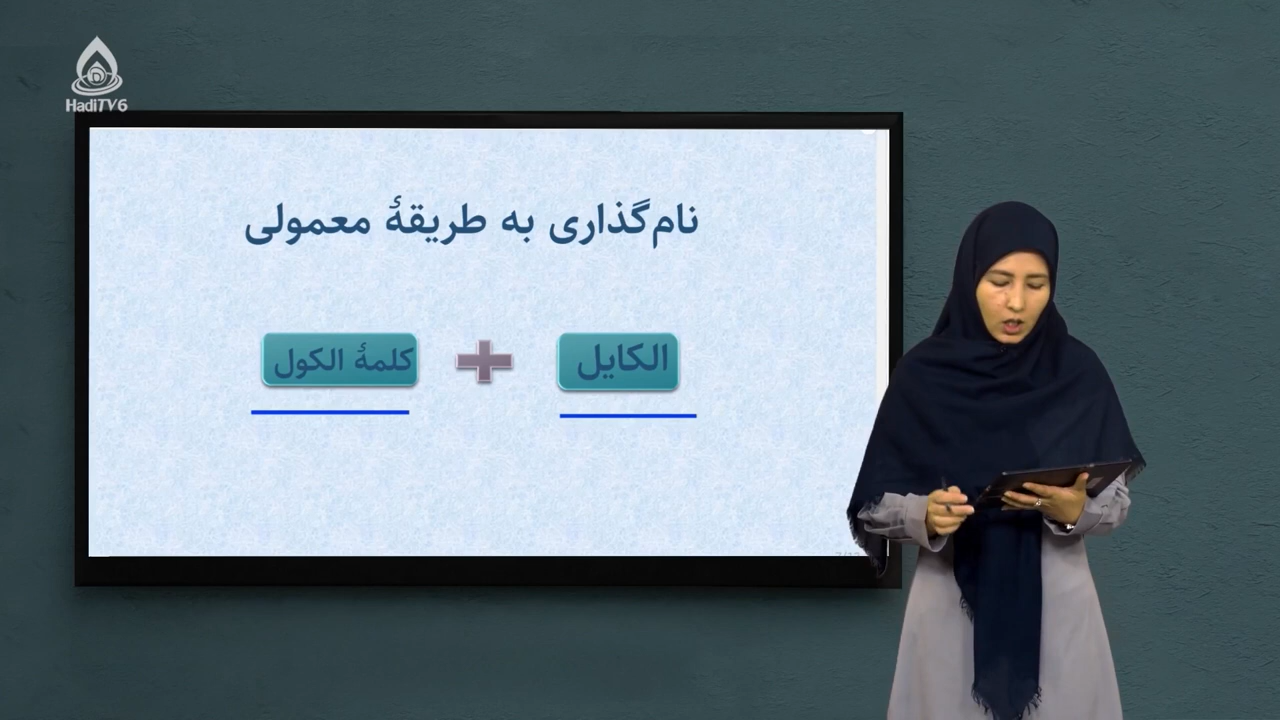 HadiTV6
نام‌گذاری به طریقهٔ معمولی
الکایل + کلمهٔ الکول